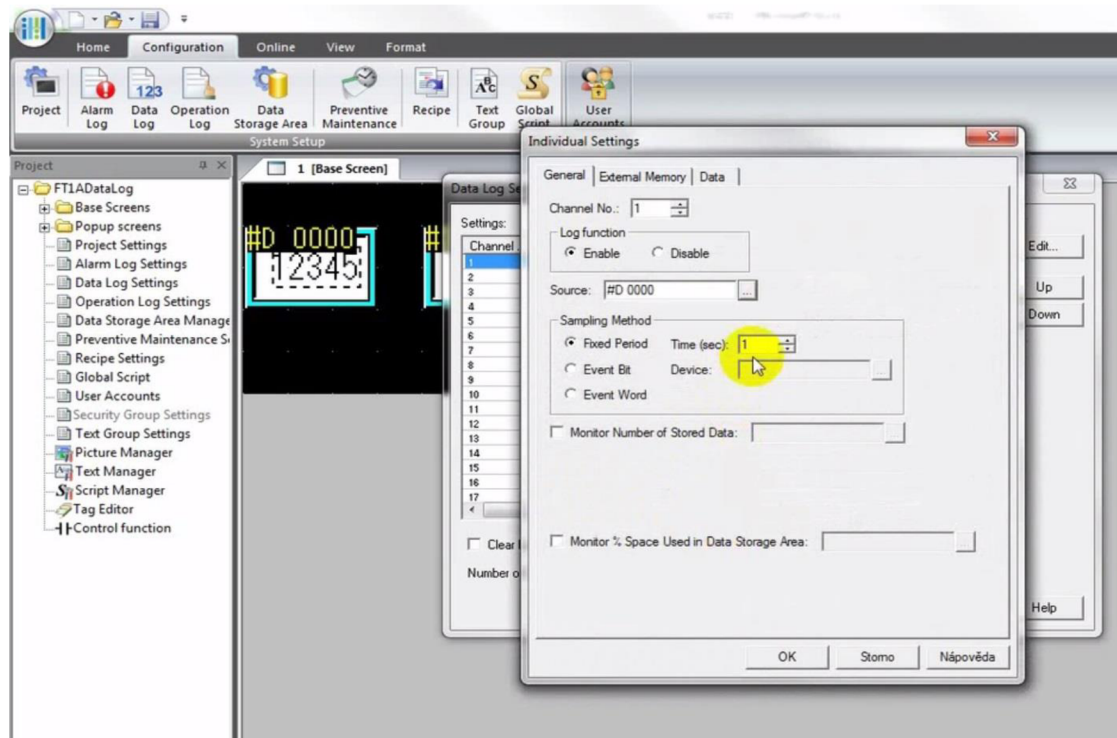 Home Configuration Online View Format
Project Alarm Log Data Log Operation Log Data Storage Area Preventive Maintenance Recipe Text Group Global Script User Accounts
123
System Setup
Project
FT1ADataLog
Base Screens
Popup screens
Project Settings
Alarm Log Settings
Data Log Settings
Operation Log Settings
Data Storage Area Manage
Preventive Maintenance S
Recipe Settings
Global Script
User Accounts
Security Group Settings
Text Group Settings
Picture Manager
Text Manager
Script Manager
Tag Editor
Control function
1 [Base Screen]
#D 0000
12345
#
Data Log Se
Settings:
Channel
1
2
3
4
5
6
7
8
9
10
11
12
13
14
15
16
17
Clear
Number o
Edit...
Up
Down
Help
Individual Settings
General External Memory Data
Channel No.: 1
Log function
Enable Disable
Source: #D 0000 ...
Sampling Method
Fixed Period Time (sec): 1
Event Bit Device: ...
Event Word
Monitor Number of Stored Data: ...
Monitor % Space Used in Data Storage Area: ...
OK Storno Nápověda